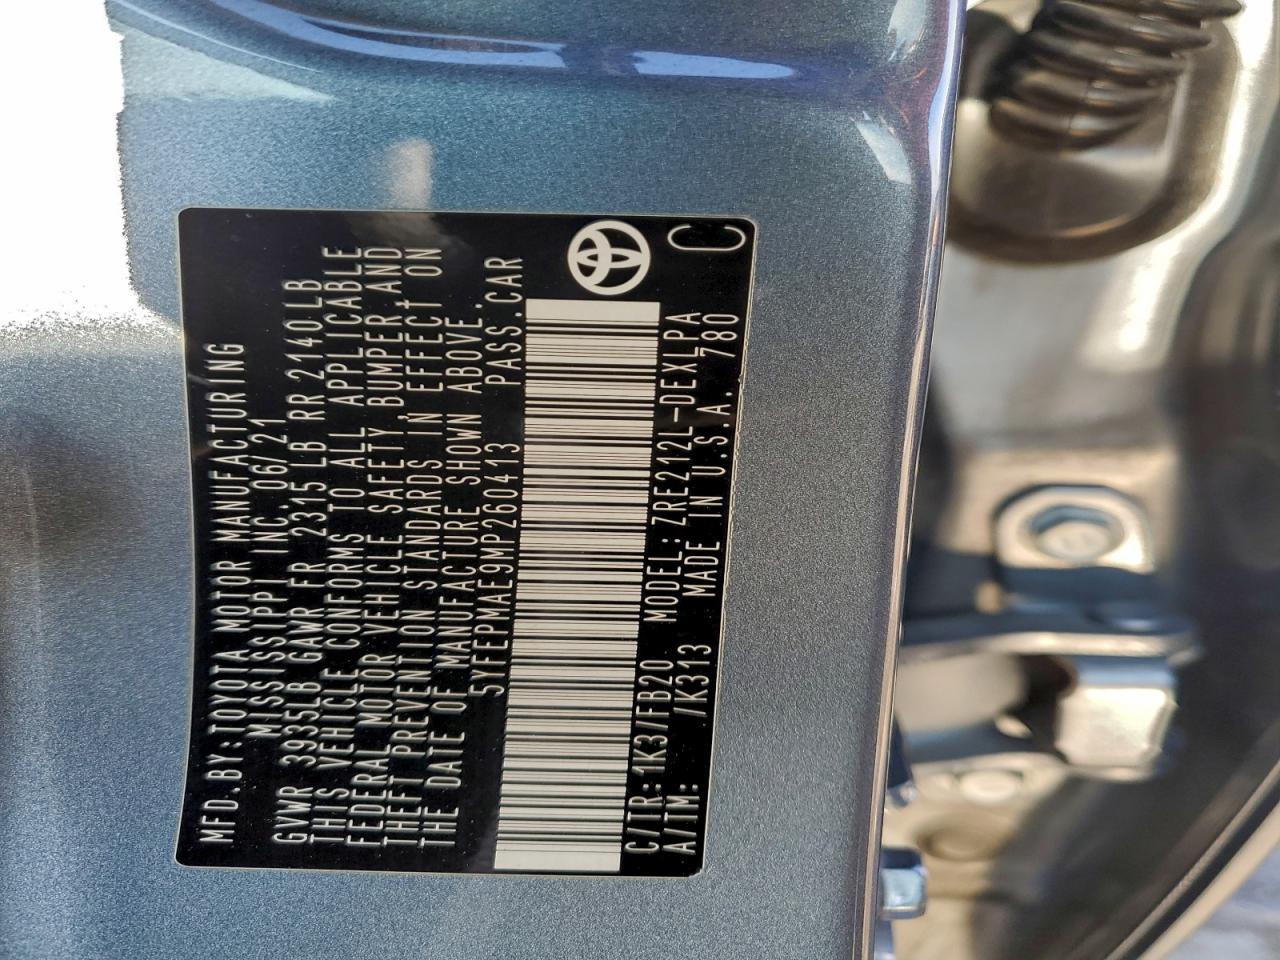 MFD.BY:TOYOTA MOTOR MANUFACTURING
MISSISSIPPI INC.06/21
GVWR 3935LB GAWR FR 2315LB RR 2140LB
THIS VEHICLE CONFORMS TO ALL APPLICABLE
FEDERAL MOTOR VEHICLE SAFETY,BUMPER,AND
THEFT PREVENTION STANDARDS IN EFFECT ON
THE DATE OF MANUFACTURE SHOWN ABOVE.
5YFEPMAE9MP260413 PASS.CAR
C/TR:1K3/FB20 MODEL:ZRE212L-DEXLPA
A/TM: /K313 MADE IN U.S.A. 780 C